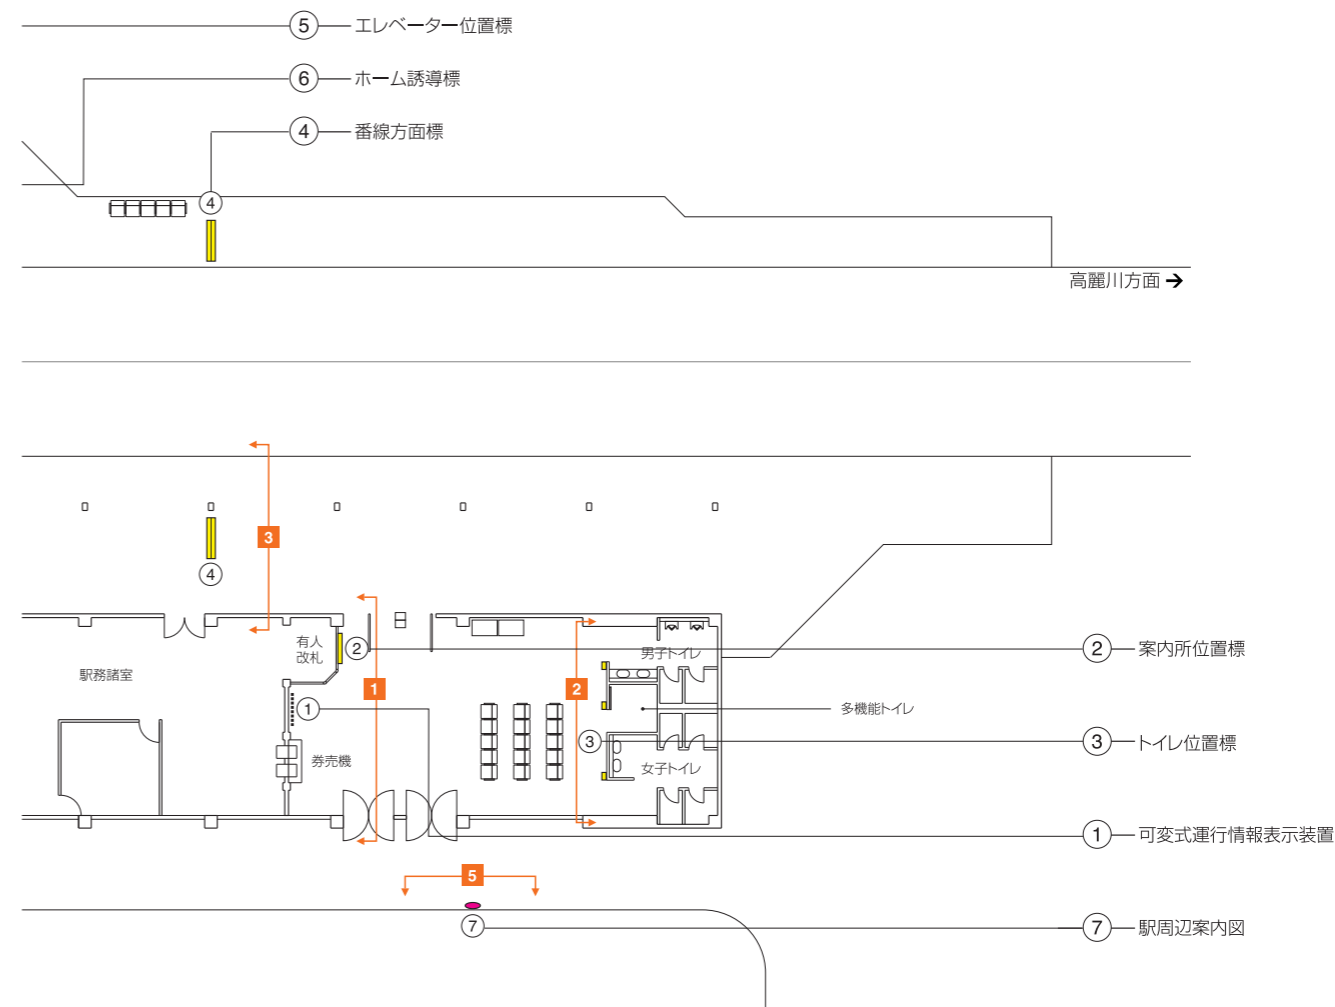 ⑤ エレベーター位置標
⑥ ホーム誘導標
④ 番線方面標
④
高麗川方面 →
3
④
有人
改札
②
男子トイレ
② 案内所位置標
駅務諸室
1
2
①
多機能トイレ
③
③ トイレ位置標
券売機
女子トイレ
① 可変式運行情報表示装置
5
⑦
⑦ 駅周辺案内図